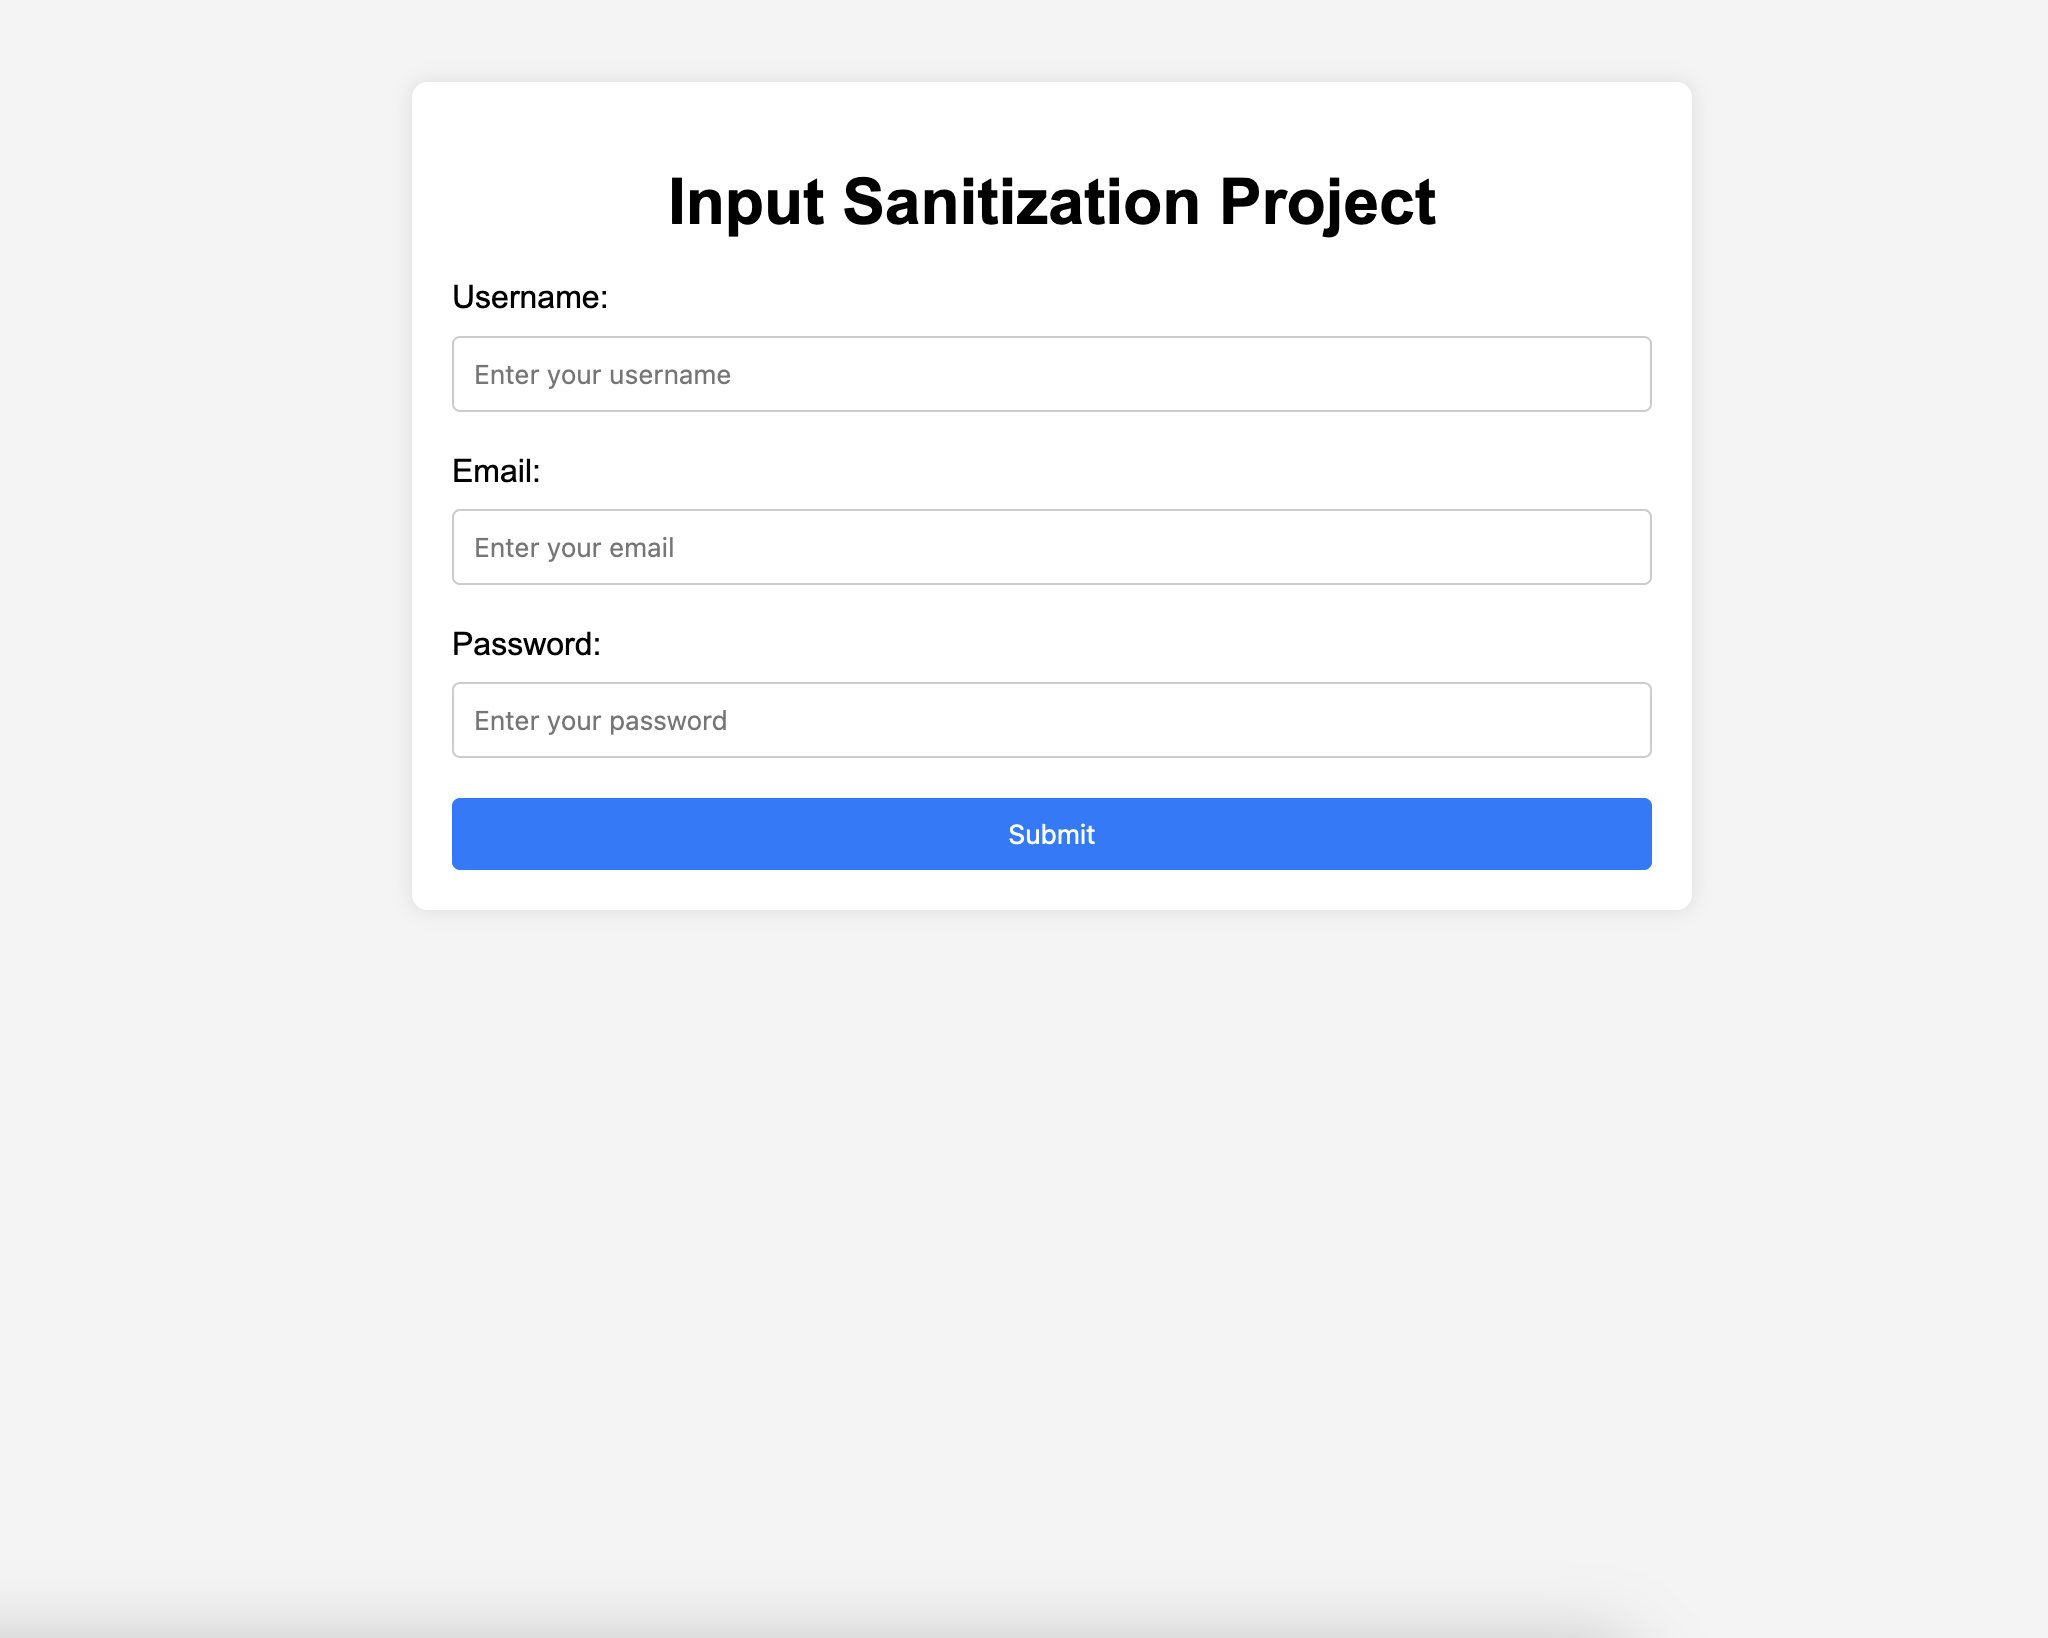 Input Sanitization Project
Username:
Enter your username
Email:
Enter your email
Password:
Enter your password
Submit